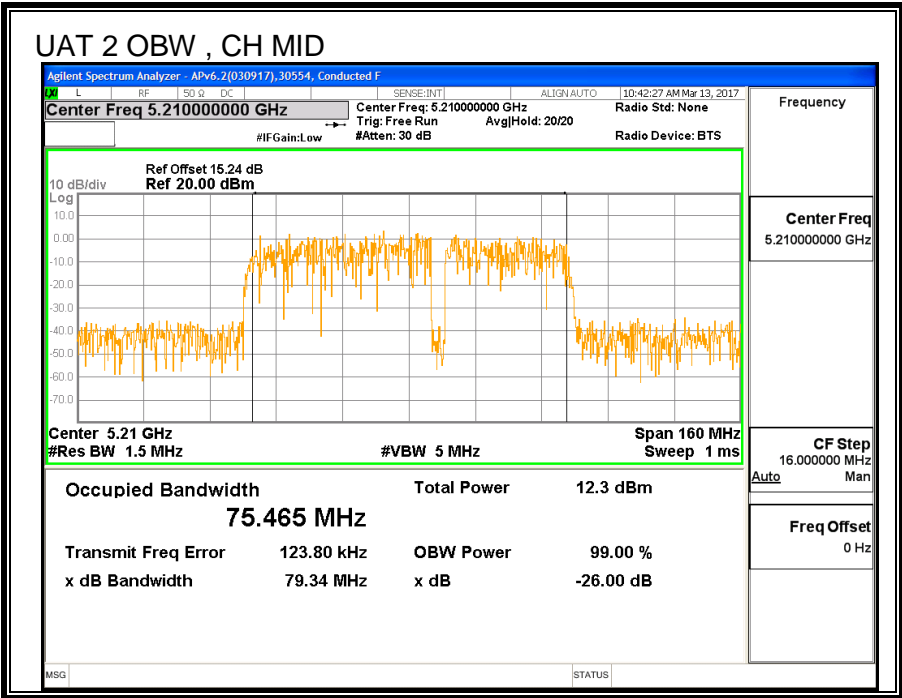 UAT 2 OBW , CH MID
Agilent Spectrum Analyzer - APv6.2(030917),30554, Conducted F
LXI L RF 50 Ω DC SENSE:INT ALIGN AUTO 10:42:27 AM Mar 13, 2017
Center Freq 5.210000000 GHz
Center Freq: 5.210000000 GHz
Radio Std: None
Trig: Free Run Avg|Hold: 20/20
#IFGain:Low
#Atten: 30 dB
Radio Device: BTS
Ref Offset 15.24 dB
10 dB/div
Ref 20.00 dBm
Log
10.0
0.00
-10.0
-20.0
-30.0
-40.0
-50.0
-60.0
-70.0
Center 5.21 GHz
Span 160 MHz
#Res BW 1.5 MHz
#VBW 5 MHz
Sweep 1 ms
Occupied Bandwidth
Total Power 12.3 dBm
75.465 MHz
Transmit Freq Error 123.80 kHz
OBW Power 99.00 %
x dB Bandwidth 79.34 MHz
x dB -26.00 dB
Frequency
Center Freq
5.210000000 GHz
CF Step
16.000000 MHz
Auto Man
Freq Offset
0 Hz
MSG
STATUS